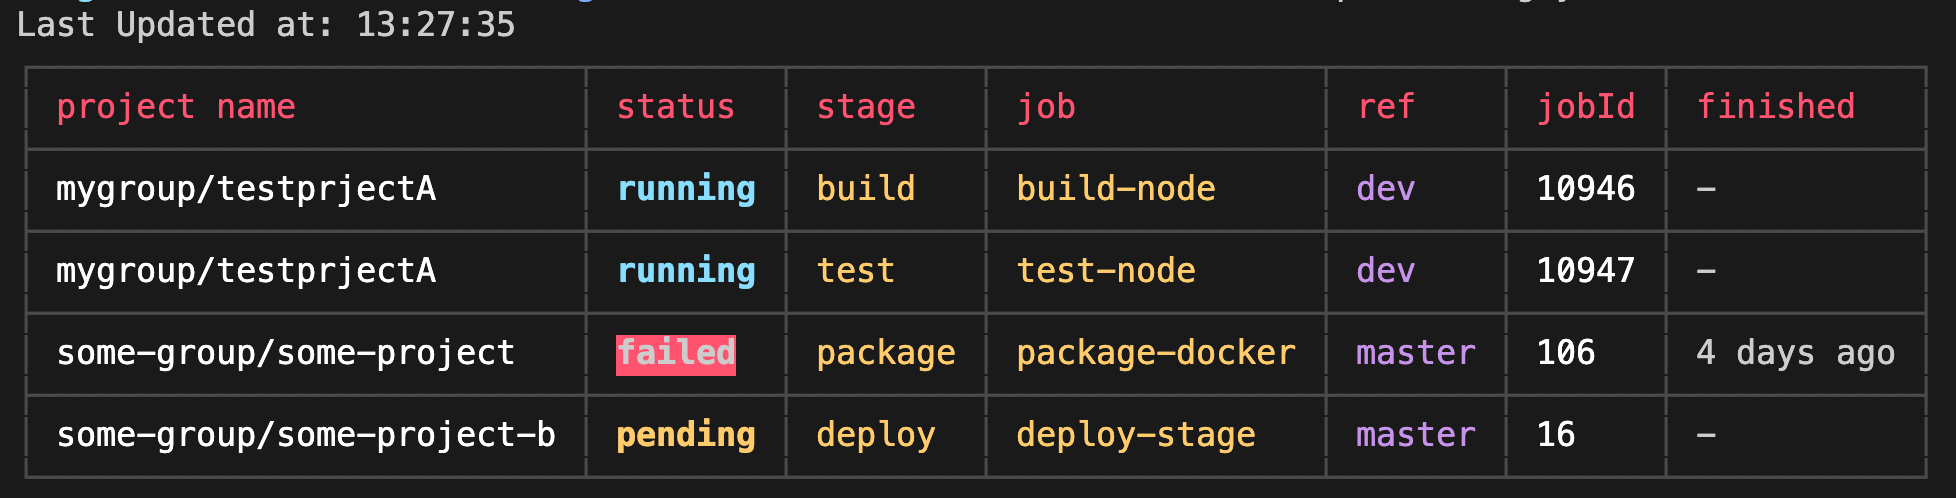 Last Updated at: 13:27:35
project name status stage job ref jobId finished
mygroup/testprjectA running build build-node dev 10946 -
mygroup/testprjectA running test test-node dev 10947 -
some-group/some-project failed package package-docker master 106 4 days ago
some-group/some-project-b pending deploy deploy-stage master 16 -